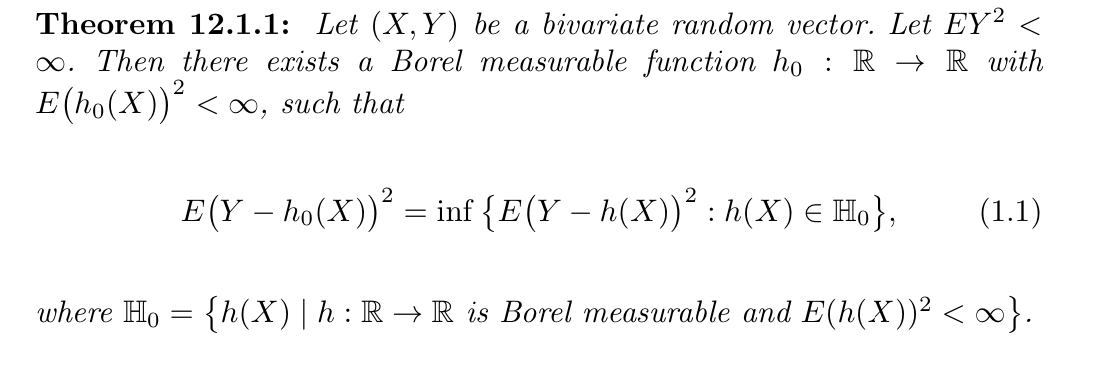 Theorem 12.1.1: Let (X, Y) be a bivariate random vector. Let EY² <
∞. Then there exists a Borel measurable function h₀ : ℝ → ℝ with
E(h₀(X))² < ∞, such that
E(Y − h₀(X))² = inf {E(Y − h(X))² : h(X) ∈ ℍ₀}, (1.1)
where ℍ₀ = {h(X) | h : ℝ → ℝ is Borel measurable and E(h(X))² < ∞}.